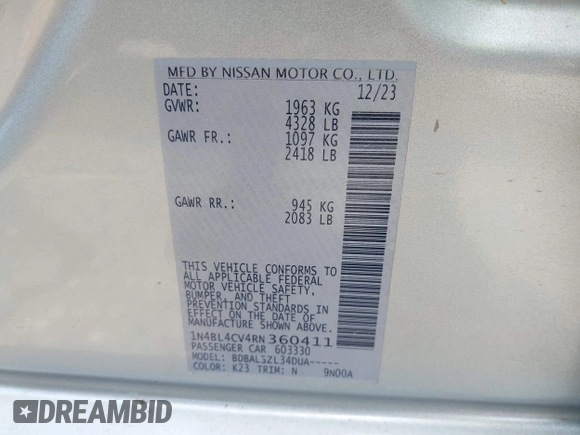 MFD BY NISSAN MOTOR CO., LTD.
DATE: 12/23
GVWR: 1963 KG
4328 LB
GAWR FR.: 1097 KG
2418 LB
GAWR RR.: 945 KG
2083 LB
THIS VEHICLE CONFORMS TO
ALL APPLICABLE FEDERAL
MOTOR VEHICLE SAFETY,
BUMPER, AND THEFT
PREVENTION STANDARDS IN
EFFECT ON THE DATE OF
MANUFACTURE SHOWN ABOVE.
1N4BL4CV4RN360411
PASSENGER CAR 603330
MODEL: BDBALSZL34DUA-----
COLOR: K23 TRIM: N 9N00A
DREAMBID